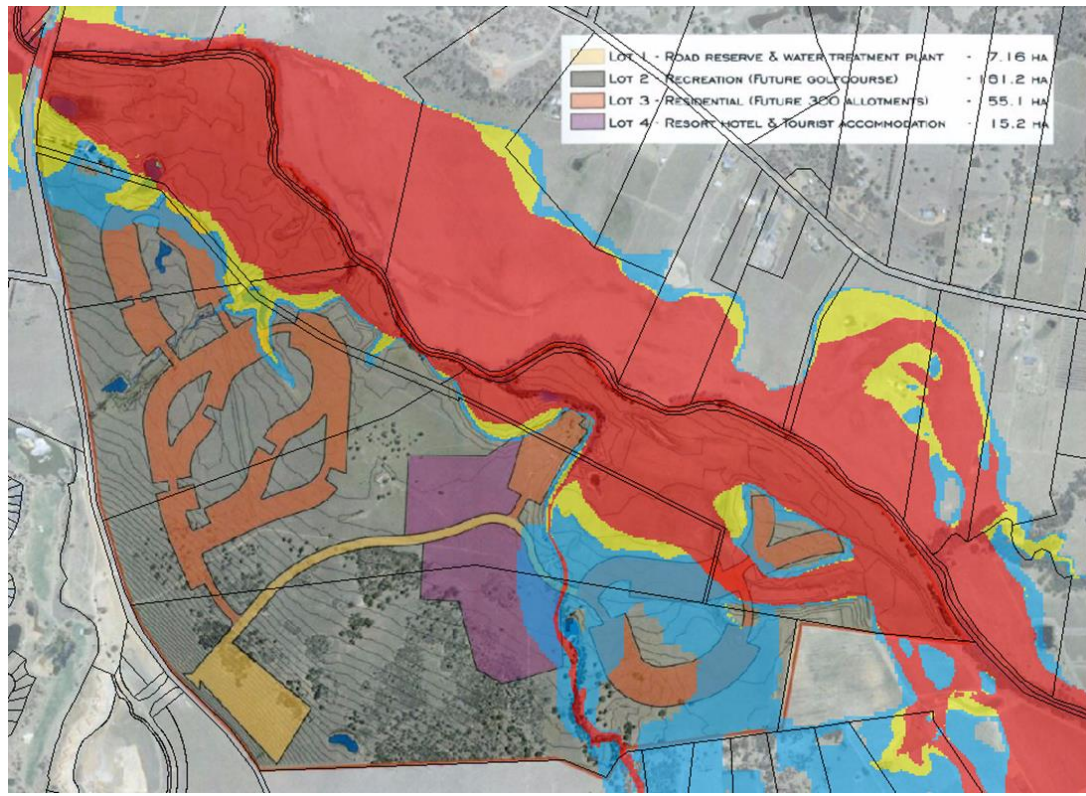 LOT 1 - ROAD RESERVE & WATER TREATMENT PLANT - 7.16 HA
LOT 2 - RECREATION (FUTURE GOLFCOURSE) - 161.2 HA
LOT 3 - RESIDENTIAL (FUTURE 300 ALLOTMENTS) - 55.1 HA
LOT 4 - RESORT HOTEL & TOURIST ACCOMMODATION - 15.2 HA